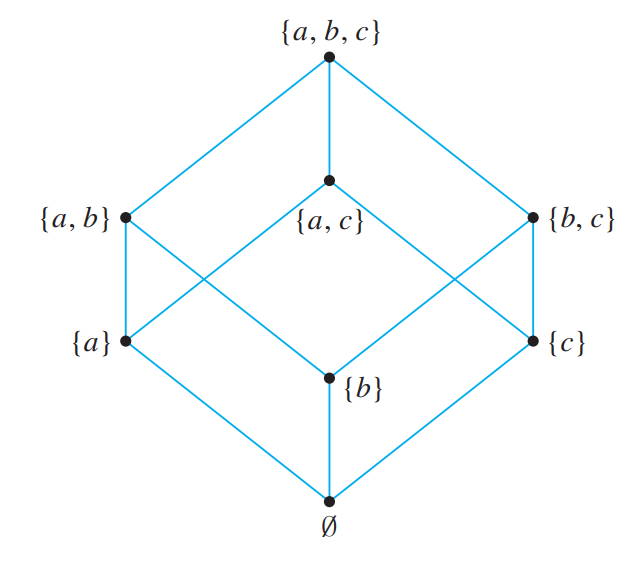 {a, b, c}
{a, b}
{a, c}
{b, c}
{a}
{c}
{b}
∅